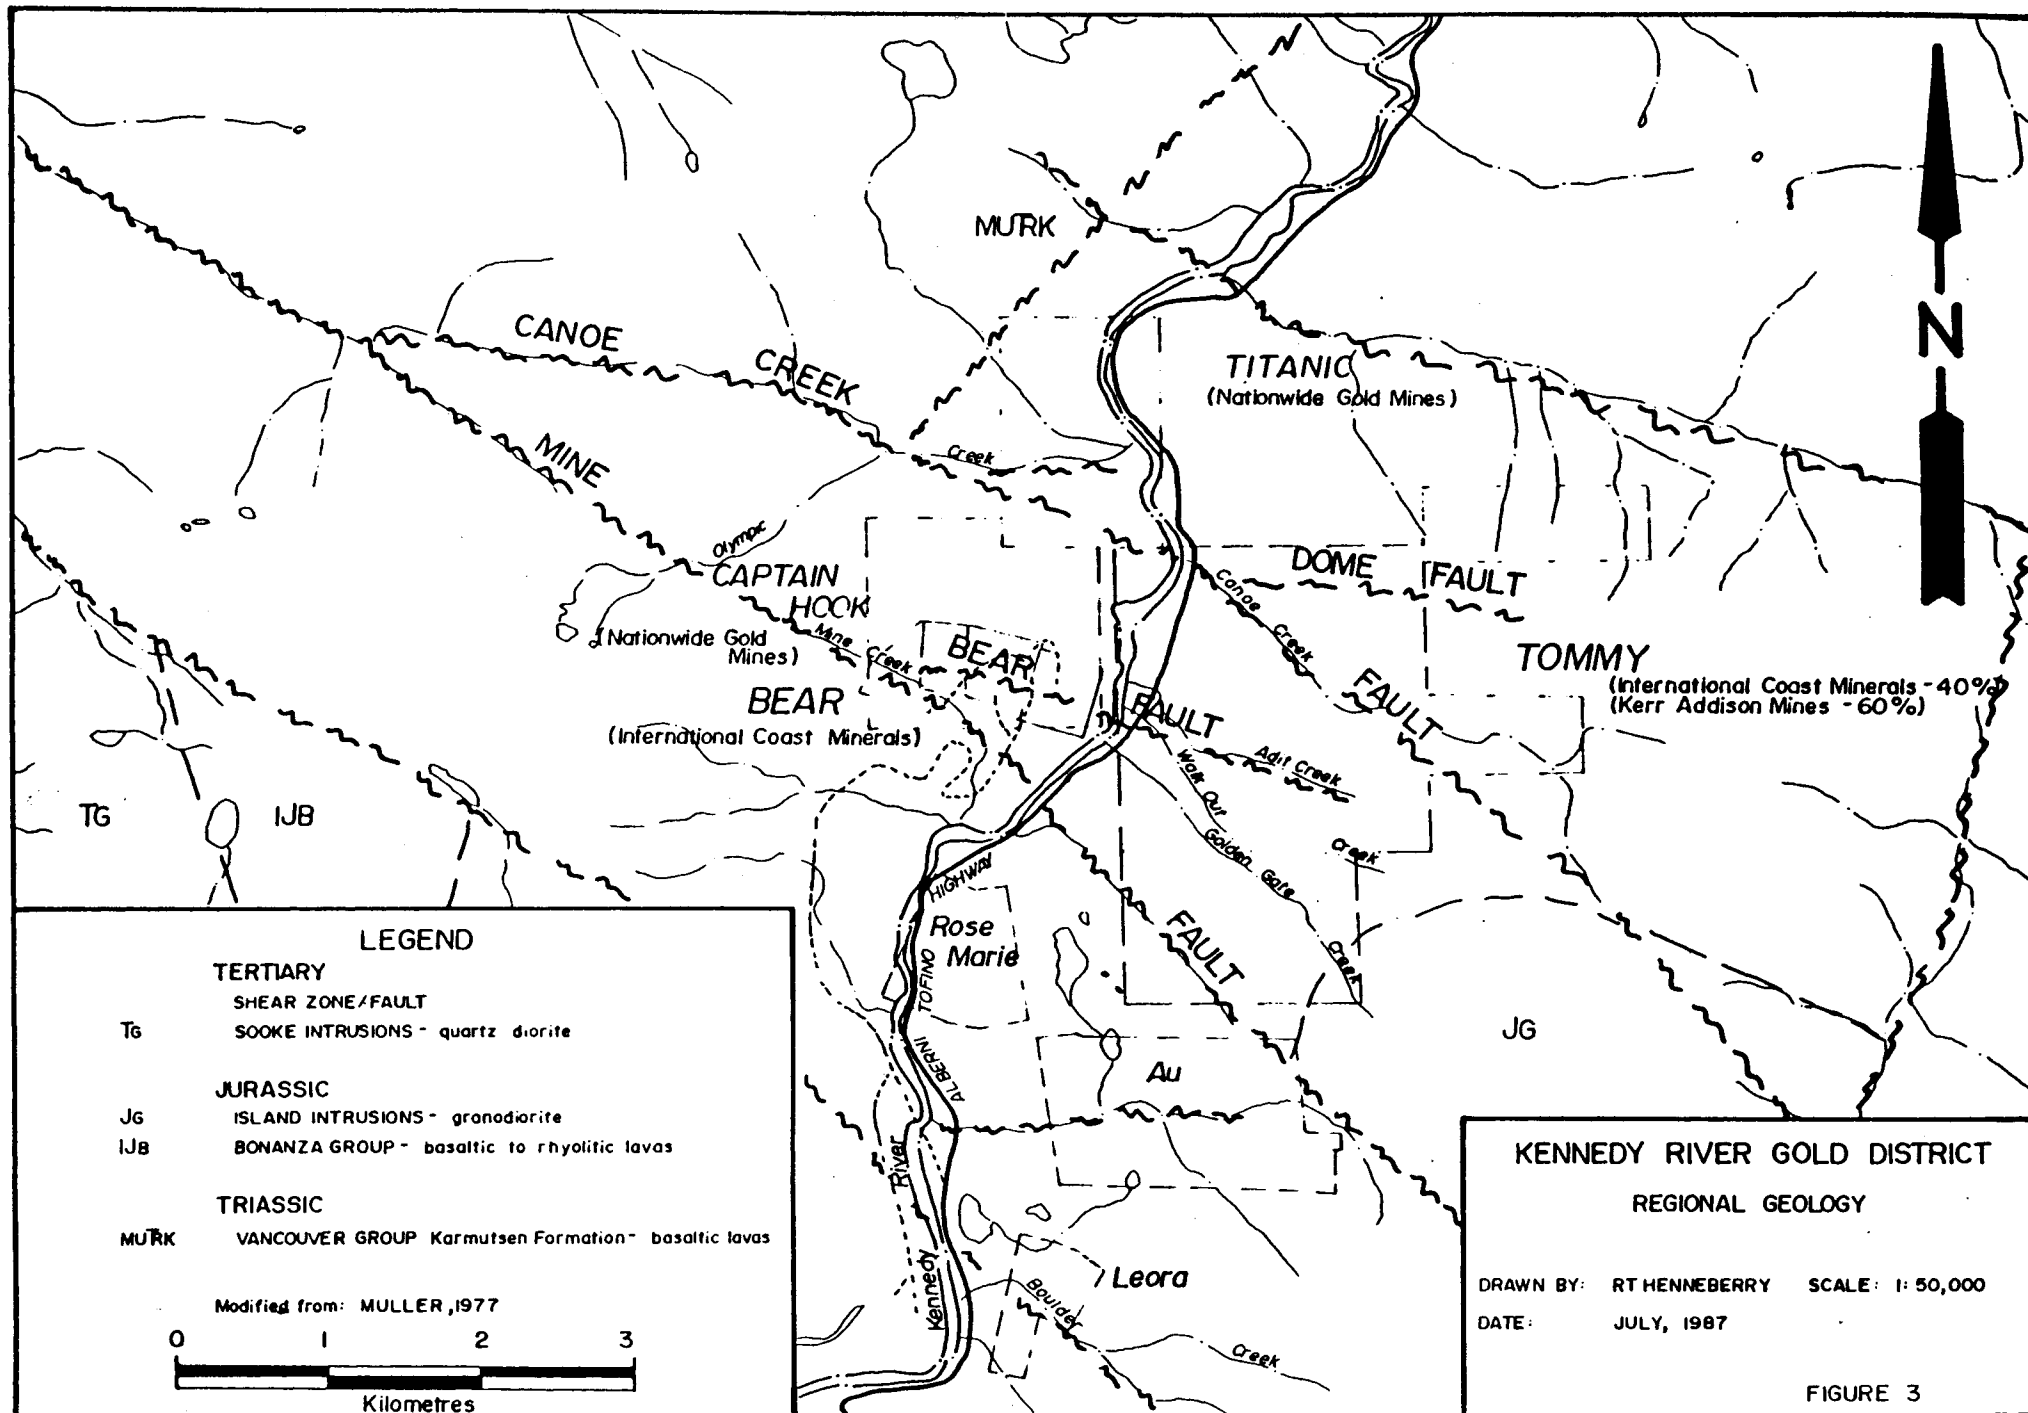 MUTRK
CANOE
CREEK
TITANIC
(Nationwide Gold Mines)
MINE
Creek
N
Olympic
CAPTAIN
HOOK
(Nationwide Gold
Mines)
Mine Creek
BEAR
FAULT
BEAR
(International Coast Minerals)
DOME FAULT
Canoe
Creek
FAULT
TOMMY
(International Coast Minerals - 40%)
(Kerr Addison Mines - 60%)
Adit Creek
Walk Out
Creek
Golden Gate
Creek
TG
IJB
HIGHWAY
TOFINO
ALBERNI
Rose
Marie
FAULT
JG
Au
River
Kennedy
Leora
Boulder
Creek
LEGEND
TERTIARY
SHEAR ZONE/FAULT
TG SOOKE INTRUSIONS - quartz diorite
JURASSIC
JG ISLAND INTRUSIONS - granodiorite
IJB BONANZA GROUP - basaltic to rhyolitic lavas
TRIASSIC
MUTRK VANCOUVER GROUP Karmutsen Formation - basaltic lavas
Modified from: MULLER, 1977
0 1 2 3
Kilometres
KENNEDY RIVER GOLD DISTRICT
REGIONAL GEOLOGY
DRAWN BY: RT HENNEBERRY SCALE: 1: 50,000
DATE: JULY, 1987
FIGURE 3